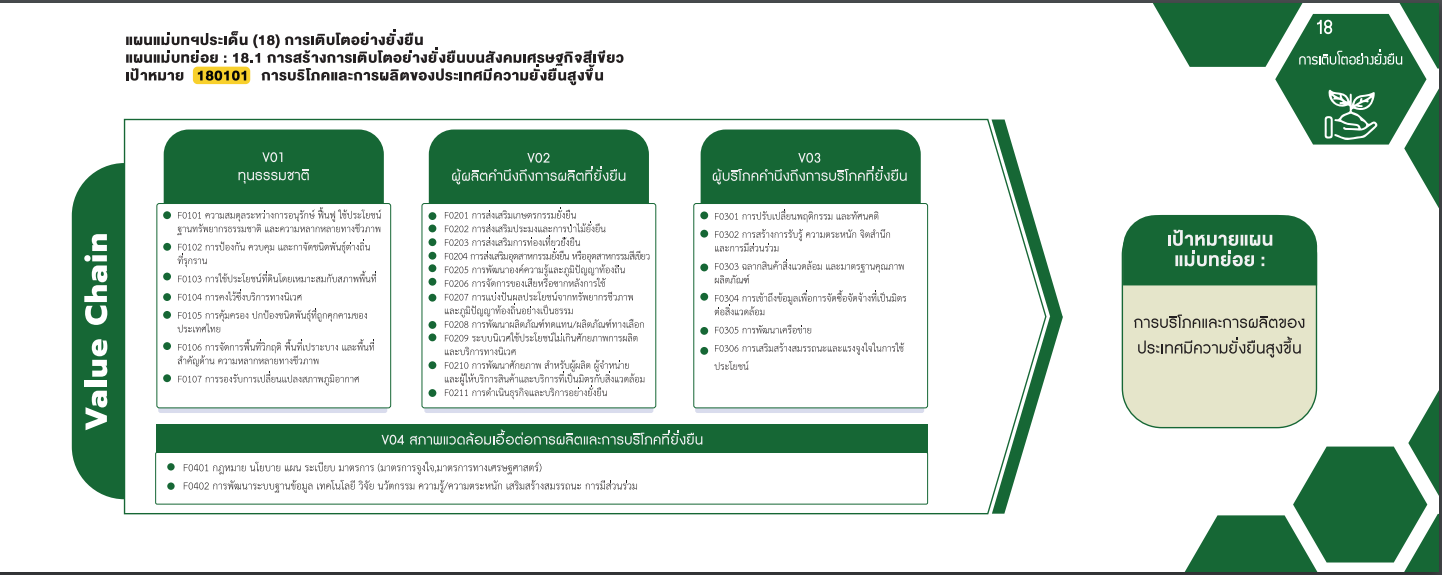 แผนแม่บทฯประเด็น (18) การเติบโตอย่างยั่งยืน
แผนแม่บทย่อย : 18.1 การสร้างการเติบโตอย่างยั่งยืนบนสังคมเศรษฐกิจสีเขียว
เป้าหมาย 180101 การบริโภคและการผลิตของประเทศมีความยั่งยืนสูงขึ้น
18
การเติบโตอย่างยั่งยืน
Value Chain
V01
ทุนธรรมชาติ
F0101 ความสมดุลระหว่างการอนุรักษ์ ฟื้นฟู ใช้ประโยชน์
ฐานทรัพยากรธรรมชาติ และความหลากหลายทางชีวภาพ
F0102 การป้องกัน ควบคุม และกาจัดชนิดพันธุ์ต่างถิ่น
ที่รุกราน
F0103 การใช้ประโยชน์ที่ดินโดยเหมาะสมกับสภาพพื้นที่
F0104 การคงไว้ซึ่งบริการทางนิเวศ
F0105 การคุ้มครอง ปกป้องชนิดพันธุ์ที่ถูกคุกคามของ
ประเทศไทย
F0106 การจัดการพื้นที่วิกฤติ พื้นที่เปราะบาง และพื้นที่
สำคัญด้าน ความหลากหลายทางชีวภาพ
F0107 การรองรับการเปลี่ยนแปลงสภาพภูมิอากาศ
V02
ผู้ผลิตคำนึงถึงการผลิตที่ยั่งยืน
F0201 การส่งเสริมเกษตรกรรมยั่งยืน
F0202 การส่งเสริมประมงและการป่าไม้ยั่งยืน
F0203 การส่งเสริมการท่องเที่ยวยั่งยืน
F0204 การส่งเสริมอุตสาหกรรมยั่งยืน หรืออุตสาหกรรมสีเขียว
F0205 การพัฒนาองค์ความรู้และภูมิปัญญาท้องถิ่น
F0206 การจัดการของเสียหรือซากหลังการใช้
F0207 การแบ่งปันผลประโยชน์จากทรัพยากรชีวภาพ
และภูมิปัญญาท้องถิ่นอย่างเป็นธรรม
F0208 การพัฒนาผลิตภัณฑ์ทดแทน/ผลิตภัณฑ์ทางเลือก
F0209 ระบบนิเวศใช้ประโยชน์ไม่เกินศักยภาพการผลิต
และบริการทางนิเวศ
F0210 การพัฒนาศักยภาพ สำหรับผู้ผลิต ผู้จำหน่าย
และผู้ให้บริการสินค้าและบริการที่เป็นมิตรกับสิ่งแวดล้อม
F0211 การดำเนินธุรกิจและบริการอย่างยั่งยืน
V03
ผู้บริโภคคำนึงถึงการบริโภคที่ยั่งยืน
F0301 การปรับเปลี่ยนพฤติกรรม และทัศนคติ
F0302 การสร้างการรับรู้ ความตระหนัก จิตสำนึก
และการมีส่วนร่วม
F0303 ฉลากสินค้าสิ่งแวดล้อม และมาตรฐานคุณภาพ
ผลิตภัณฑ์
F0304 การเข้าถึงข้อมูลเพื่อการจัดซื้อจัดจ้างที่เป็นมิตร
ต่อสิ่งแวดล้อม
F0305 การพัฒนาเครือข่าย
F0306 การเสริมสร้างสมรรถนะและแรงจูงใจในการใช้
ประโยชน์
V04 สภาพแวดล้อมเอื้อต่อการผลิตและการบริโภคที่ยั่งยืน
F0401 กฎหมาย นโยบาย แผน ระเบียบ มาตรการ (มาตรการจูงใจ,มาตรการทางเศรษฐศาสตร์)
F0402 การพัฒนาระบบฐานข้อมูล เทคโนโลยี วิจัย นวัตกรรม ความรู้/ความตระหนัก เสริมสร้างสมรรถนะ การมีส่วนร่วม
เป้าหมายแผน
แม่บทย่อย :
การบริโภคและการผลิตของ
ประเทศมีความยั่งยืนสูงขึ้น